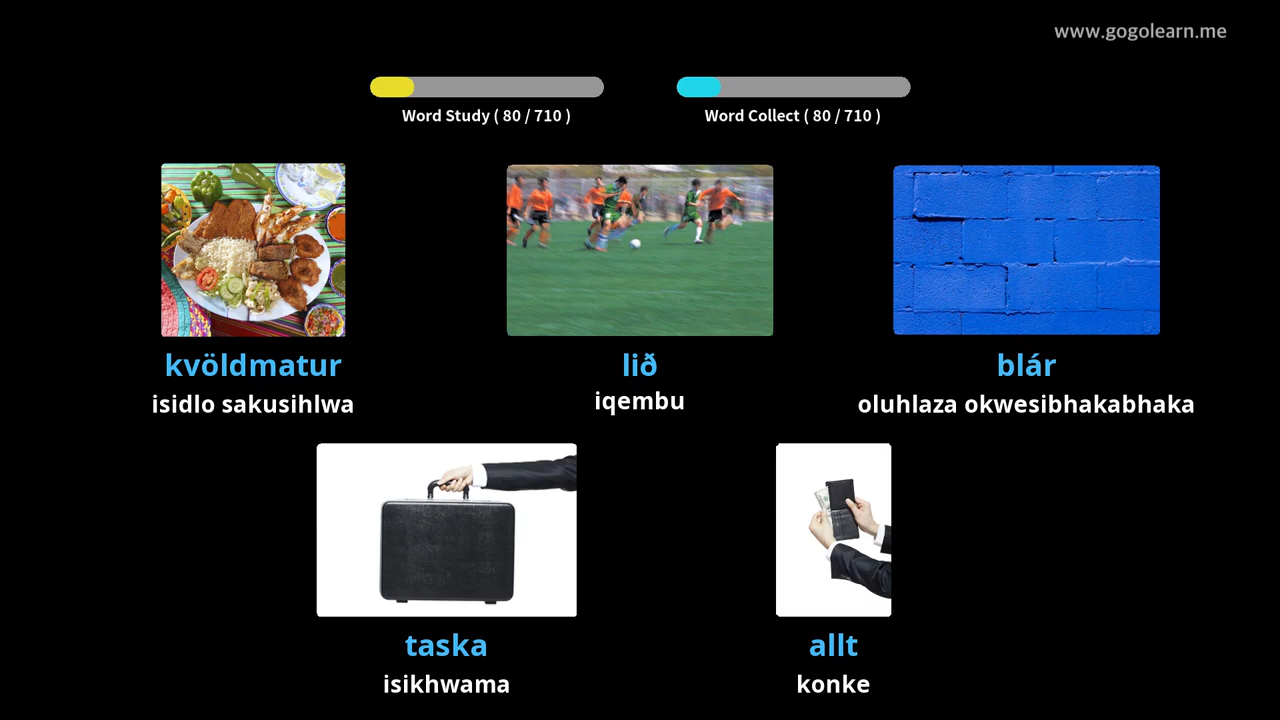 www.gogolearn.me
Word Study ( 80 / 710 )
Word Collect ( 80 / 710 )
kvöldmatur
isidlo sakusihlwa
lið
iqembu
blár
oluhlaza okwesibhakabhaka
taska
isikhwama
allt
konke